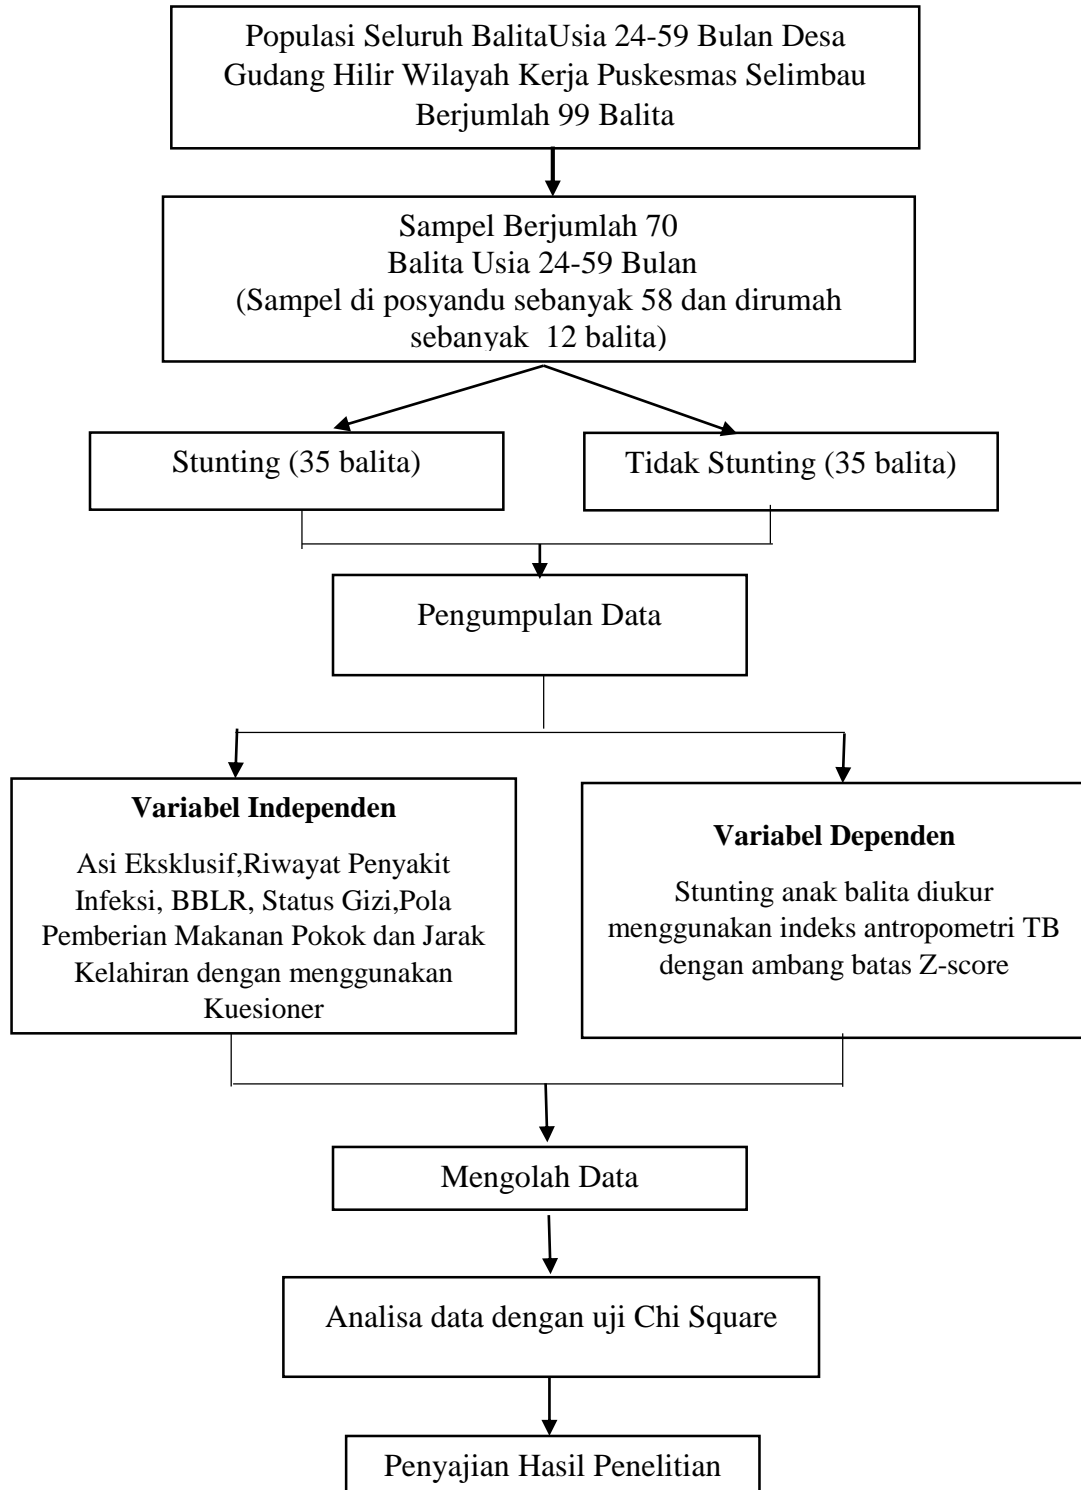 Populasi Seluruh BalitaUsia 24-59 Bulan Desa
Gudang Hilir Wilayah Kerja Puskesmas Selimbau
Berjumlah 99 Balita
Sampel Berjumlah 70
Balita Usia 24-59 Bulan
(Sampel di posyandu sebanyak 58 dan dirumah
sebanyak 12 balita)
Stunting (35 balita)
Tidak Stunting (35 balita)
Pengumpulan Data
Variabel Independen
Asi Eksklusif,Riwayat Penyakit
Infeksi, BBLR, Status Gizi,Pola
Pemberian Makanan Pokok dan Jarak
Kelahiran dengan menggunakan
Kuesioner
Variabel Dependen
Stunting anak balita diukur
menggunakan indeks antropometri TB
dengan ambang batas Z-score
Mengolah Data
Analisa data dengan uji Chi Square
Penyajian Hasil Penelitian